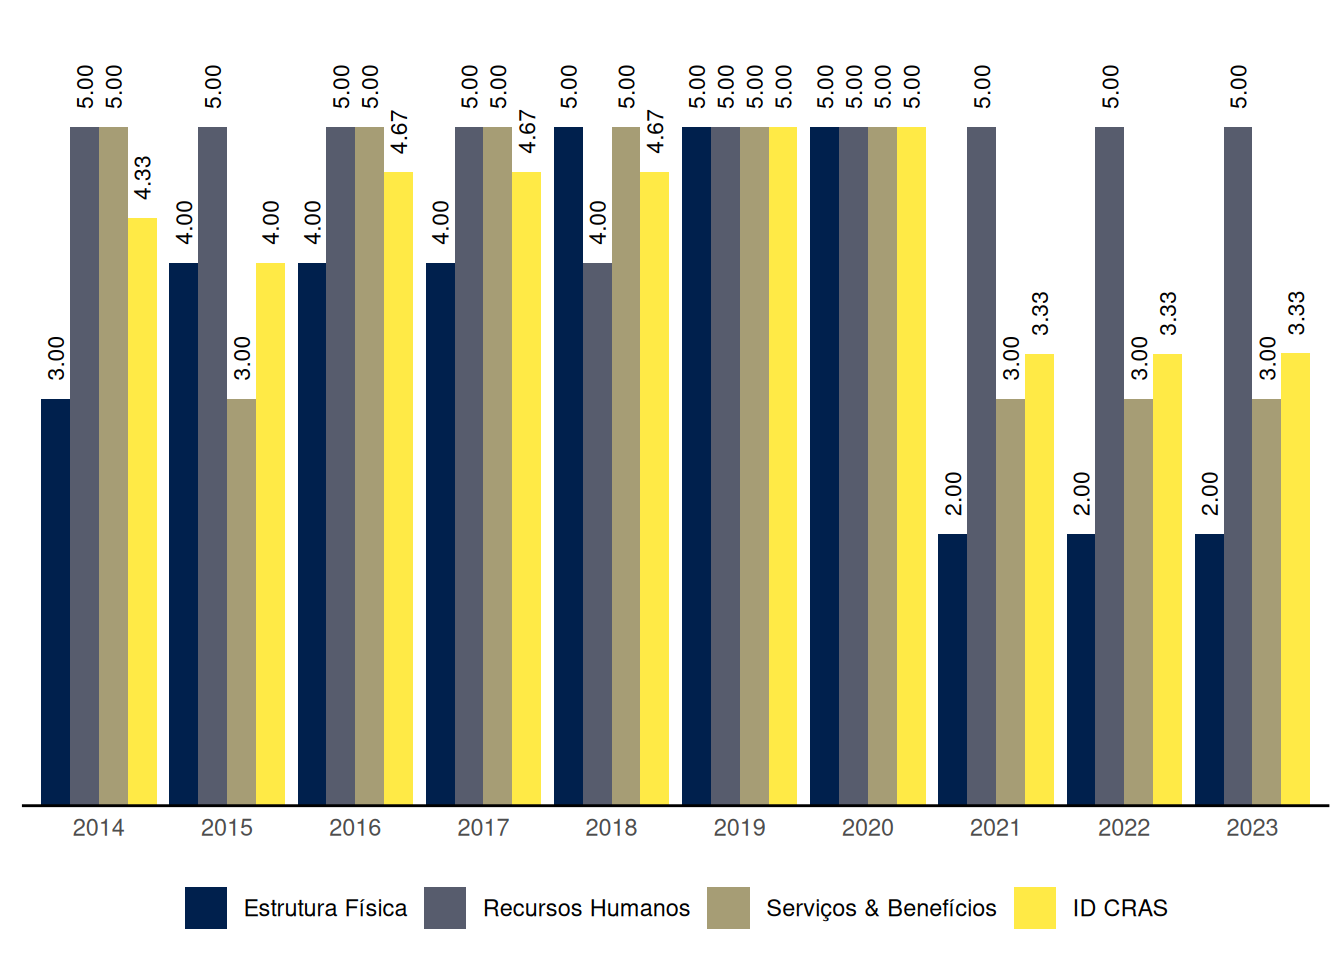 5.00 5.00 5.00 5.00 5.00 5.00 5.00 5.00 5.00 5.00 5.00 5.00 5.00 5.00 5.00 5.00 5.00 5.00 5.00 5.00
4.33 4.67 4.67 4.67
4.00 4.00 4.00 4.00 4.00
3.00 3.00 3.00 3.33 3.00 3.33 3.00 3.33
2.00 2.00 2.00
2014 2015 2016 2017 2018 2019 2020 2021 2022 2023
Estrutura Física Recursos Humanos Serviços & Benefícios ID CRAS